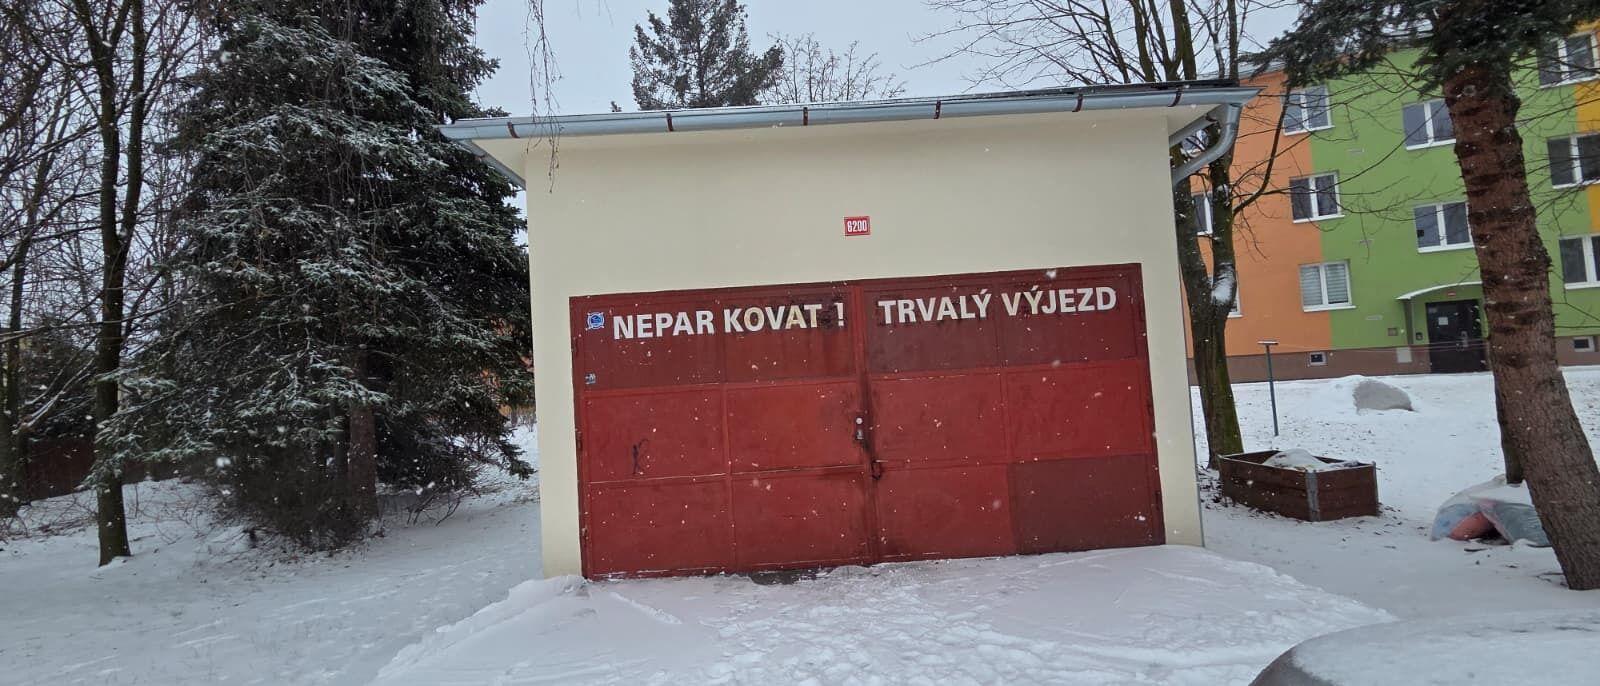 6200
NEPAR KOVAT ! TRVALÝ VÝJEZD